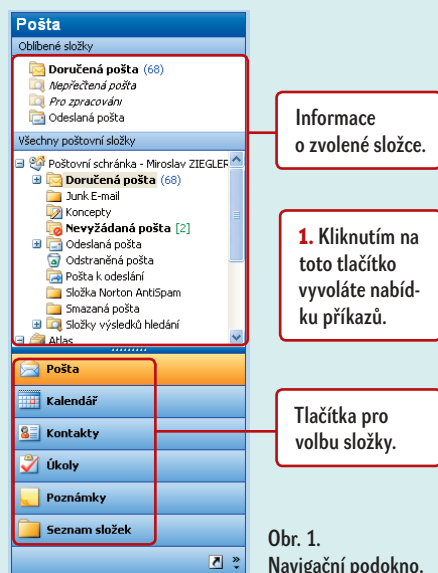 Pošta
Oblíbené složky
Doručená pošta (68)
Nepřečtená pošta
Pro zpracování
Odeslaná pošta
Všechny poštovní složky
Poštovní schránka - Miroslav ZIEGLER
Doručená pošta (68)
Junk E-mail
Koncepty
Nevyžádaná pošta [2]
Odeslaná pošta
Odstraněná pošta
Pošta k odeslání
Složka Norton AntiSpam
Smazaná pošta
Složky výsledků hledání
Atlas
Pošta
Kalendář
Kontakty
Úkoly
Poznámky
Seznam složek
Informace
o zvolené složce.
1. Kliknutím na
toto tlačítko
vyvoláte nabíd-
ku příkazů.
Tlačítka pro
volbu složky.
Obr. 1.
Navigační podokno.